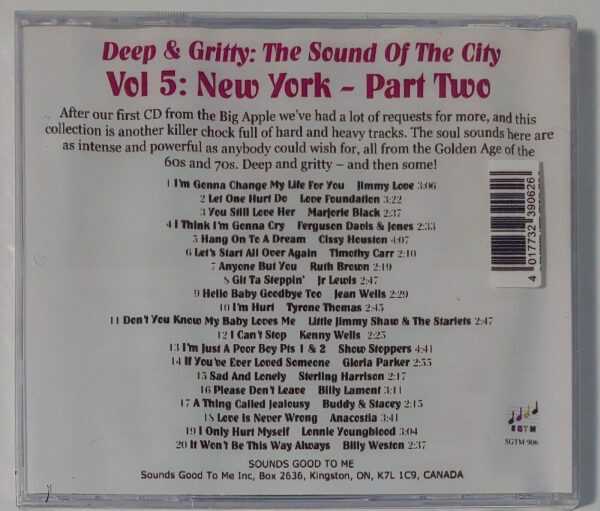 Deep & Gritty: The Sound Of The City
Vol 5: New York - Part Two
After our first CD from the Big Apple we've had a lot of requests for more, and this
collection is another killer chock full of hard and heavy tracks. The soul sounds here are
as intense and powerful as anybody could wish for, all from the Golden Age of the
60s and 70s. Deep and gritty – and then some!
1 I'm Gonna Change My Life For You Jimmy Love 3:06
2 Let One Hurt Do Love Foundation 3:22
3 You Still Love Her Marjorie Black 2:37
4 I Think I'm Gonna Cry Ferguson Davis & Jones 2:33
5 Hang On To A Dream Cissy Houston 4:07
6 Let's Start All Over Again Timothy Carr 2:10
7 Anyone But You Ruth Brown 2:19
8 Git Ta Steppin' Jr Lewis 2:47
9 Hello Baby Goodbye Too Jean Wells 2:29
10 I'm Hurt Tyrone Thomas 2:45
11 Don't You Know My Baby Loves Me Little Jimmy Shaw & The Starlets 2:47
12 I Can't Stop Kenny Wells 2:25
13 I'm Just A Poor Boy Pts 1 & 2 Show Stoppers 4:41
14 If You've Ever Loved Someone Gloria Parker 2:55
15 Sad And Lonely Sterling Harrison 2:17
16 Please Don't Leave Billy Lamont 3:11
17 A Thing Called Jealousy Buddy & Stacey 2:15
18 Love Is Never Wrong Anacostia 3:41
19 I Only Hurt Myself Lonnie Youngblood 3:04
20 It Won't Be This Way Always Billy Weston 2:37
4 017732 390626
SGTM
SGTM 906
SOUNDS GOOD TO ME
Sounds Good To Me Inc, Box 2636, Kingston, ON, K7L 1C9, CANADA